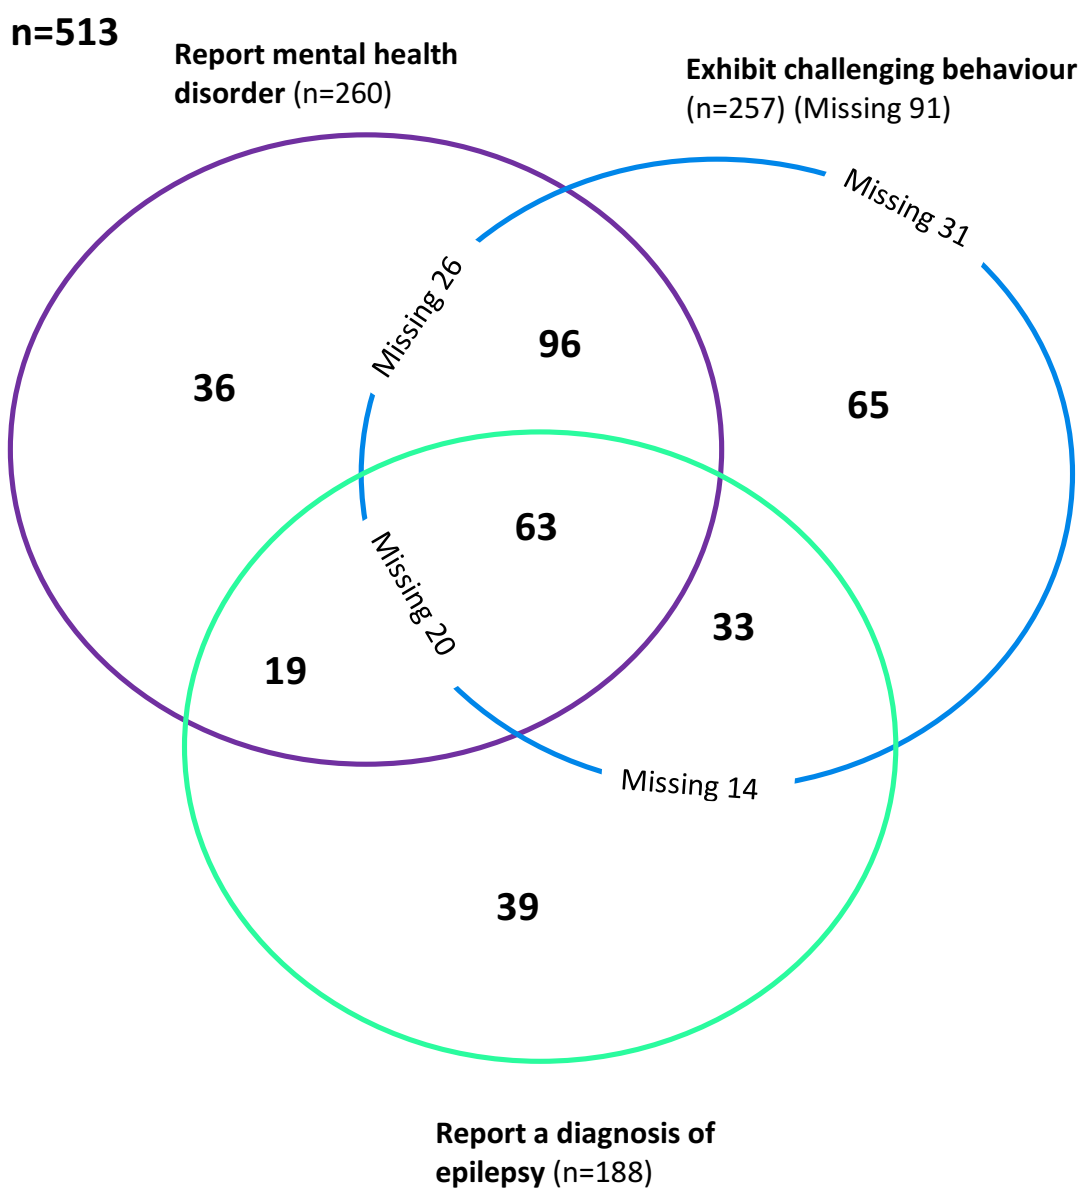 n=513
Report mental health
disorder (n=260)
Exhibit challenging behaviour
(n=257) (Missing 91)
Missing 31
Missing 26
96
36
65
63
Missing 20
33
19
Missing 14
39
Report a diagnosis of
epilepsy (n=188)